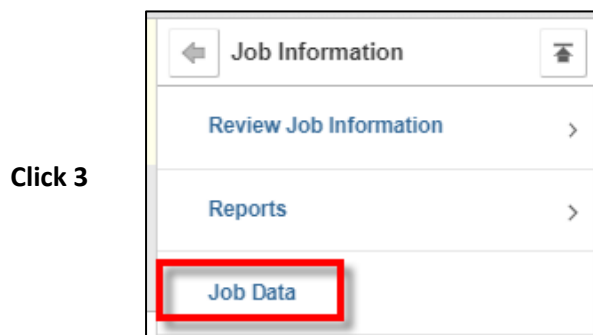 Job Information
Review Job Information
Click 3
Reports
Job Data